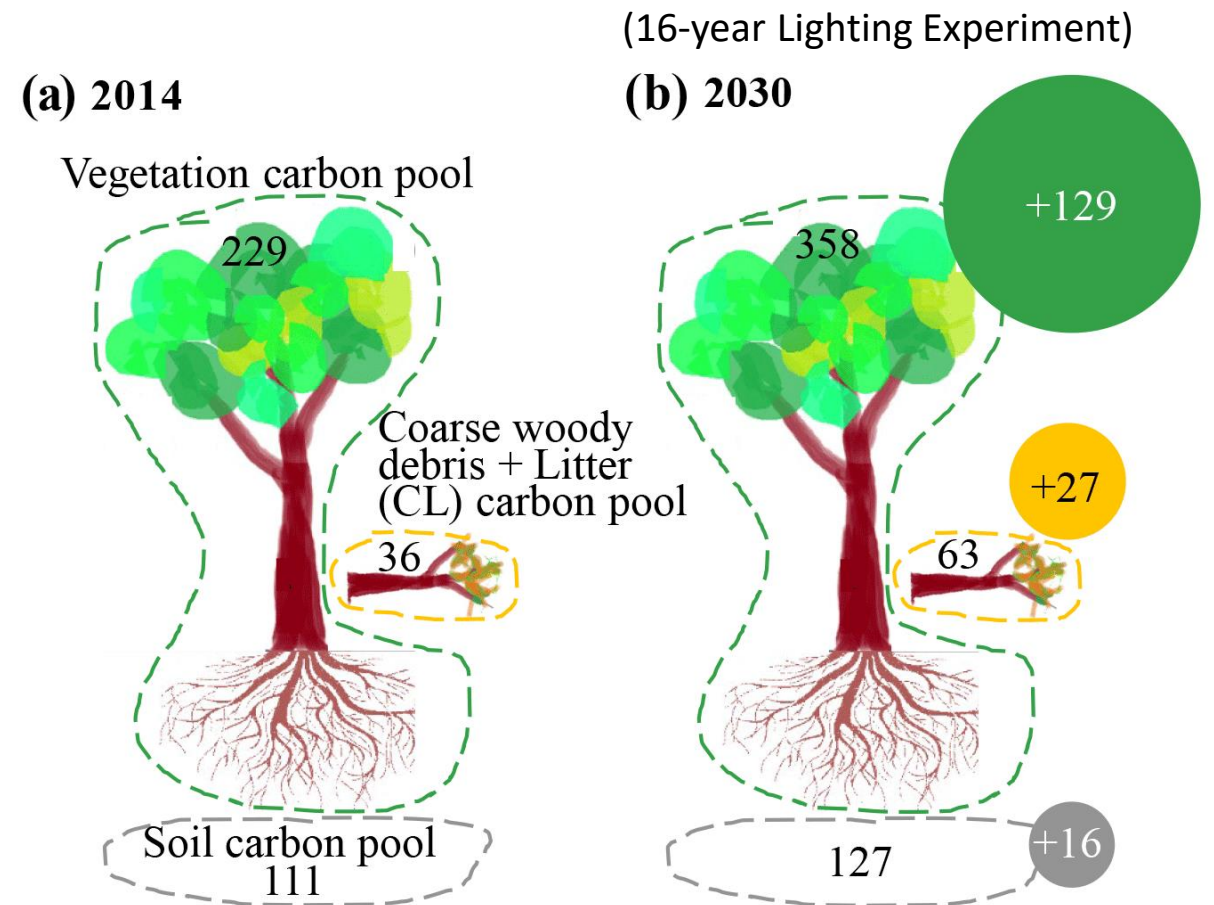 (16-year Lighting Experiment)
(a) 2014
(b) 2030
Vegetation carbon pool
229
358
+129
Coarse woody
debris + Litter
(CL) carbon pool
36
63
+27
Soil carbon pool
111
127
+16